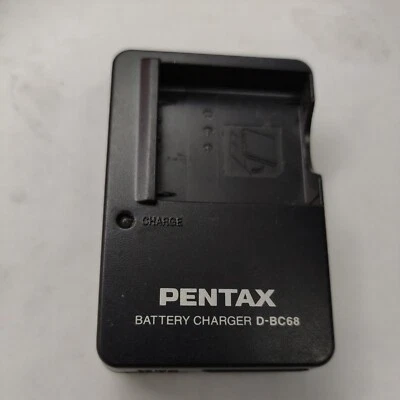 CHARGE
PENTAX
BATTERY CHARGER D-BC68